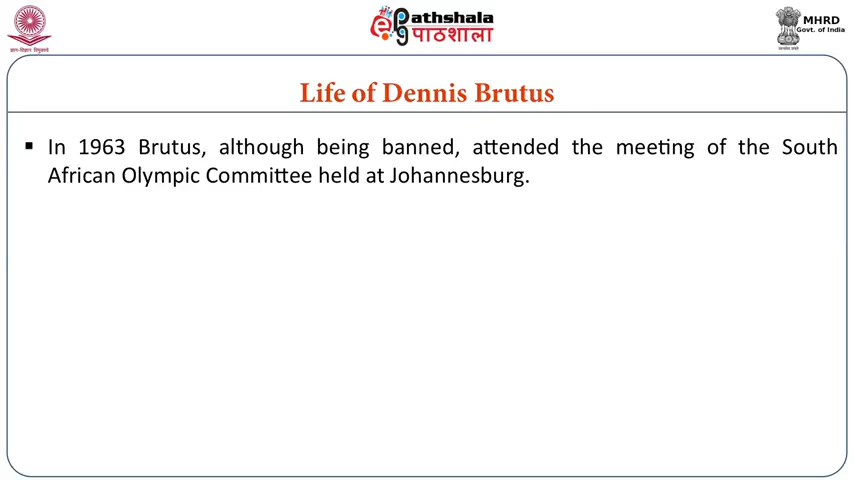 ePathshala
पाठशाला
MHRD
Govt. of India
Life of Dennis Brutus
▪ In 1963 Brutus, although being banned, attended the meeting of the South
African Olympic Committee held at Johannesburg.